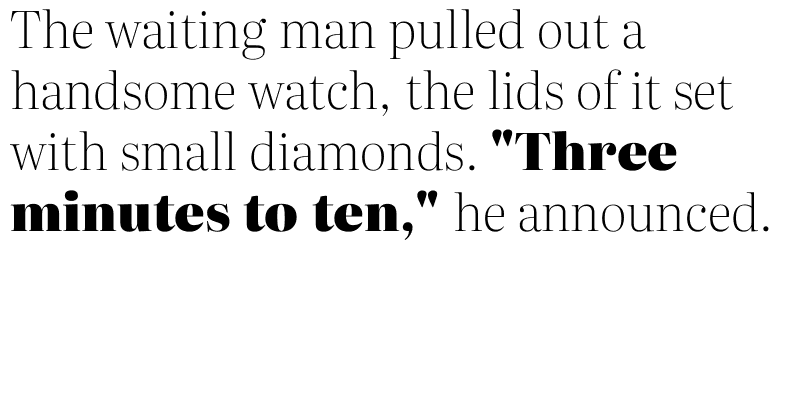 The waiting man pulled out a
handsome watch, the lids of it set
with small diamonds. "Three
minutes to ten," he announced.